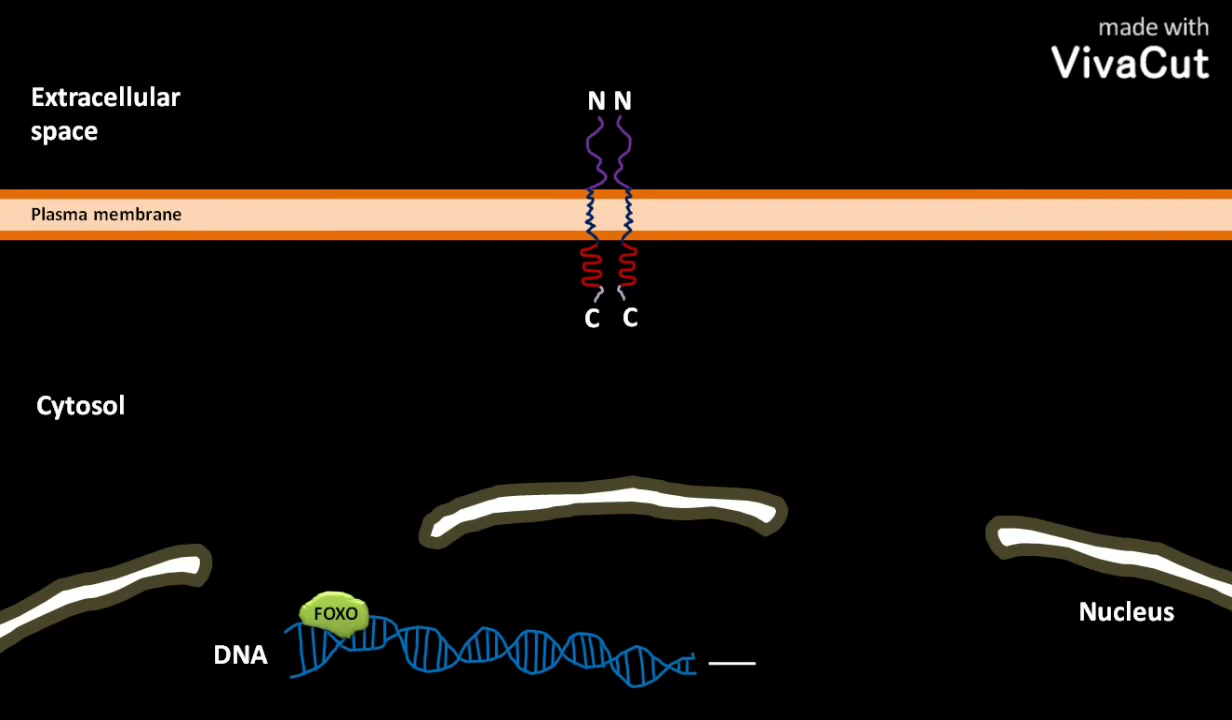 made with
VivaCut
Extracellular
space
N N
Plasma membrane
C C
Cytosol
Nucleus
FOXO
DNA